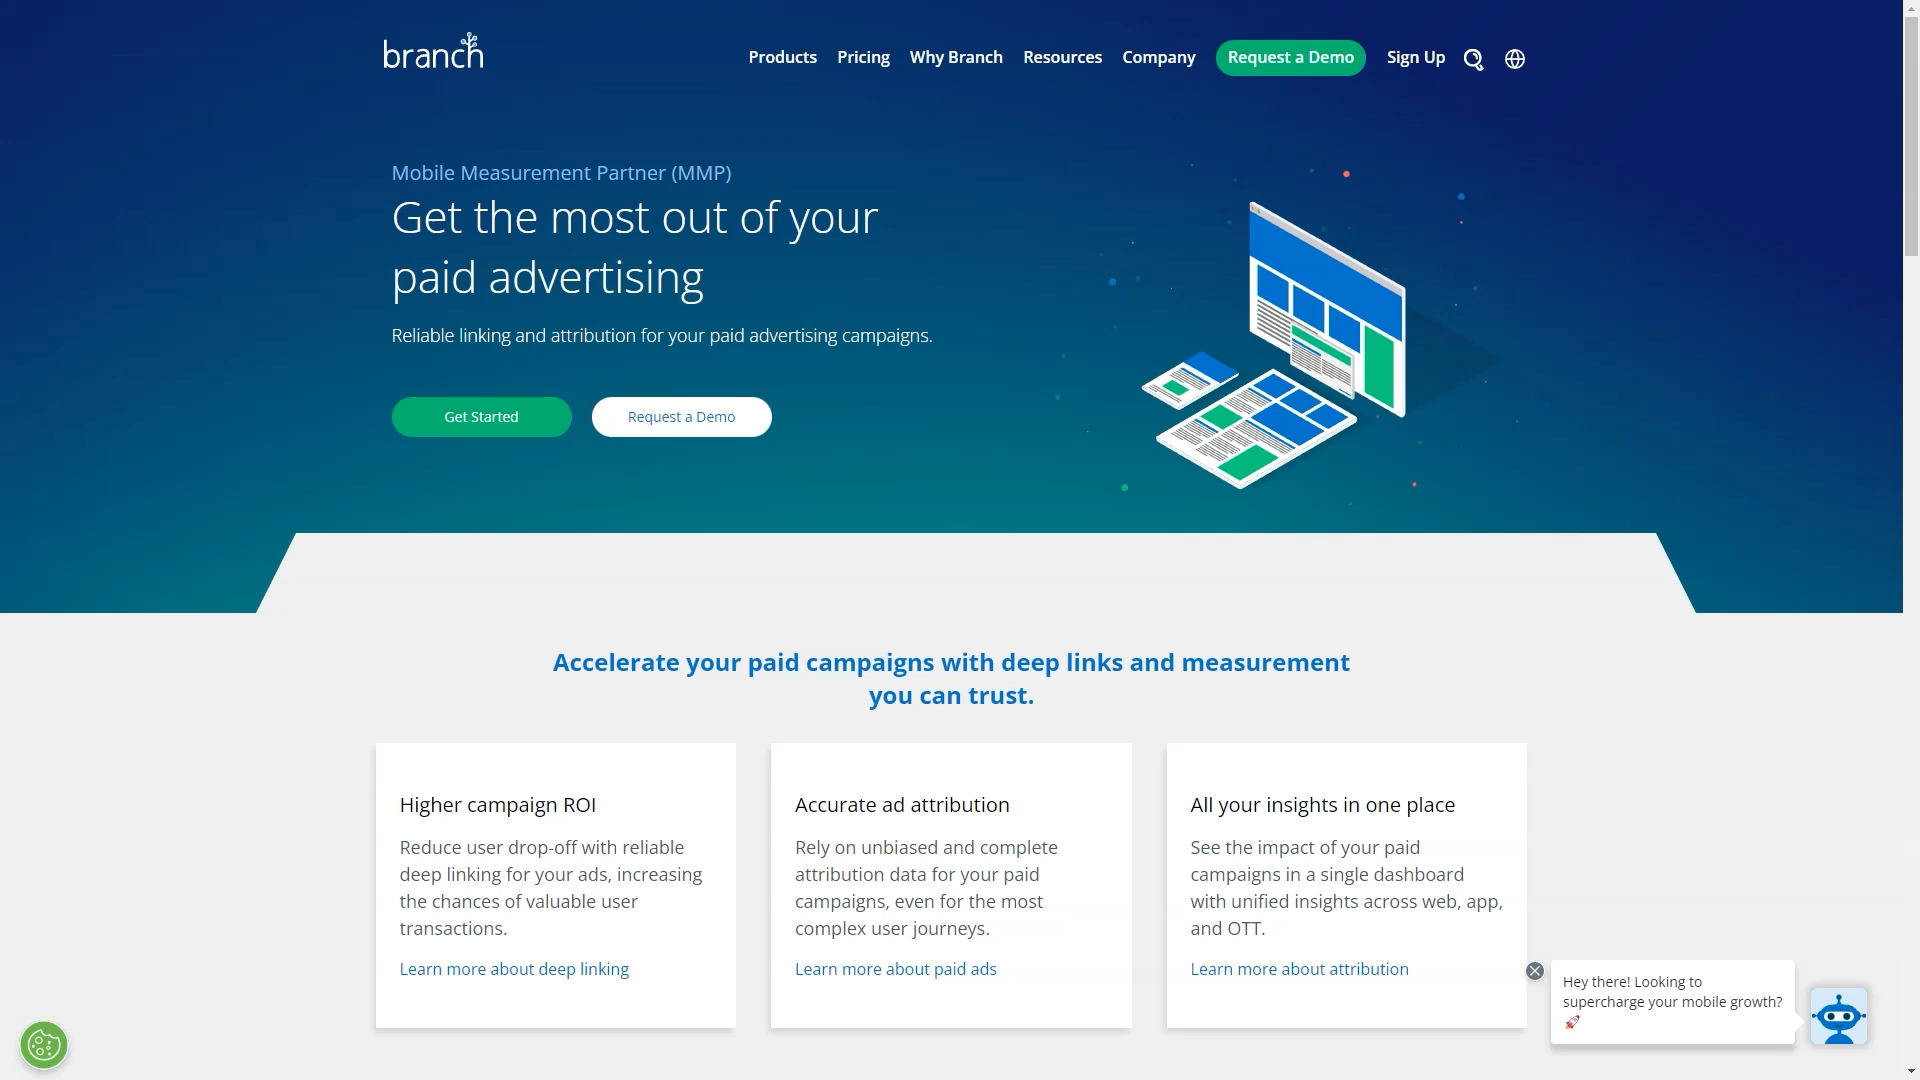 branch
Products Pricing Why Branch Resources Company Request a Demo Sign Up
Mobile Measurement Partner (MMP)
Get the most out of your
paid advertising
Reliable linking and attribution for your paid advertising campaigns.
Get Started Request a Demo
Accelerate your paid campaigns with deep links and measurement
you can trust.
Higher campaign ROI
Reduce user drop-off with reliable
deep linking for your ads, increasing
the chances of valuable user
transactions.
Learn more about deep linking
Accurate ad attribution
Rely on unbiased and complete
attribution data for your paid
campaigns, even for the most
complex user journeys.
Learn more about paid ads
All your insights in one place
See the impact of your paid
campaigns in a single dashboard
with unified insights across web, app,
and OTT.
Learn more about attribution
Hey there! Looking to
supercharge your mobile growth?
🚀